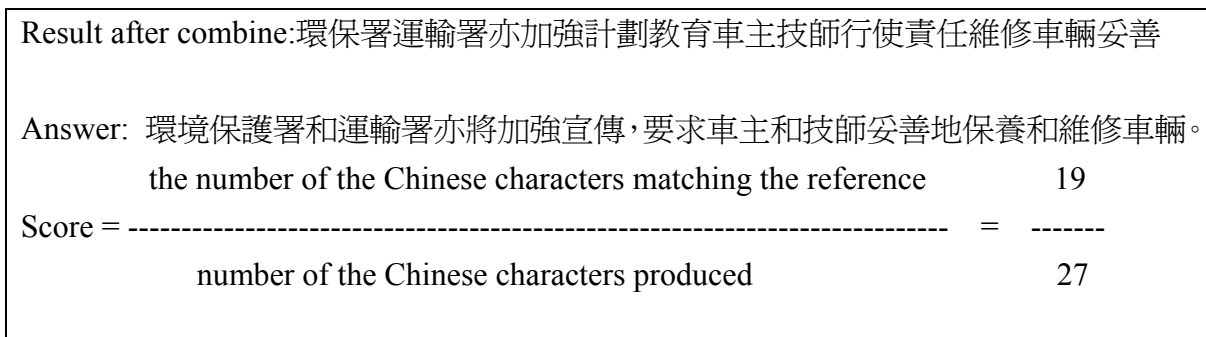 Result after combine:環保署運輸署亦加強計劃教育車主技師行使責任維修車輛妥善
Answer: 環境保護署和運輸署亦將加強宣傳，要求車主和技師妥善地保養和維修車輛。
the number of the Chinese characters matching the reference 19
Score = ----------------------------------------------------------------------------- = -------
number of the Chinese characters produced 27